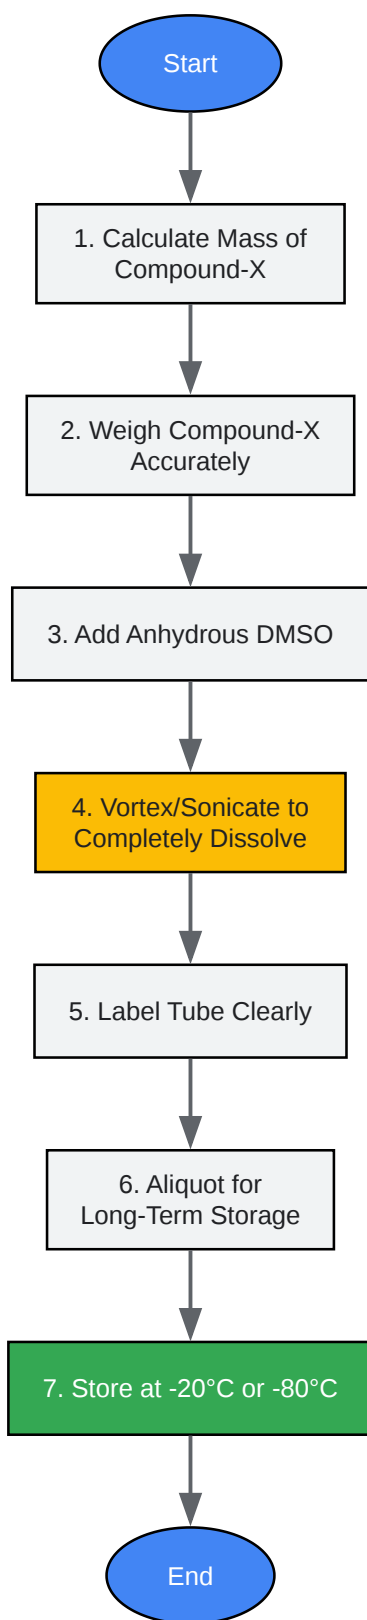 Start
1. Calculate Mass of
Compound-X
2. Weigh Compound-X
Accurately
3. Add Anhydrous DMSO
4. Vortex/Sonicate to
Completely Dissolve
5. Label Tube Clearly
6. Aliquot for
Long-Term Storage
7. Store at -20°C or -80°C
End